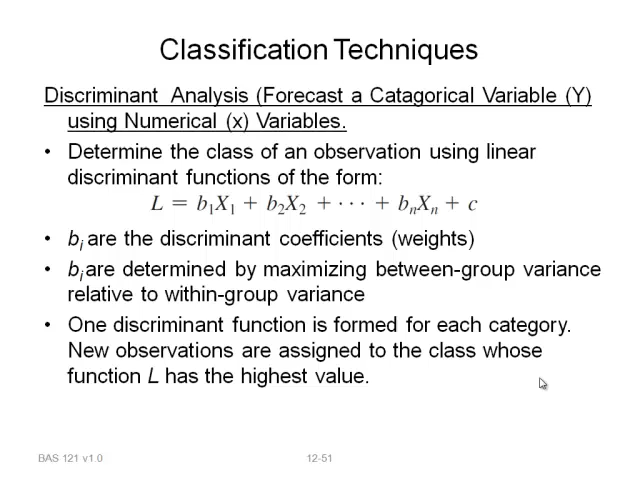 Classification Techniques
Discriminant Analysis (Forecast a Catagorical Variable (Y)
using Numerical (x) Variables.
• Determine the class of an observation using linear
discriminant functions of the form:
L = b₁X₁ + b₂X₂ + · · · + bₙXₙ + c
• bᵢ are the discriminant coefficients (weights)
• bᵢ are determined by maximizing between-group variance
relative to within-group variance
• One discriminant function is formed for each category.
New observations are assigned to the class whose
function L has the highest value.
BAS 121 v1.0
12-51